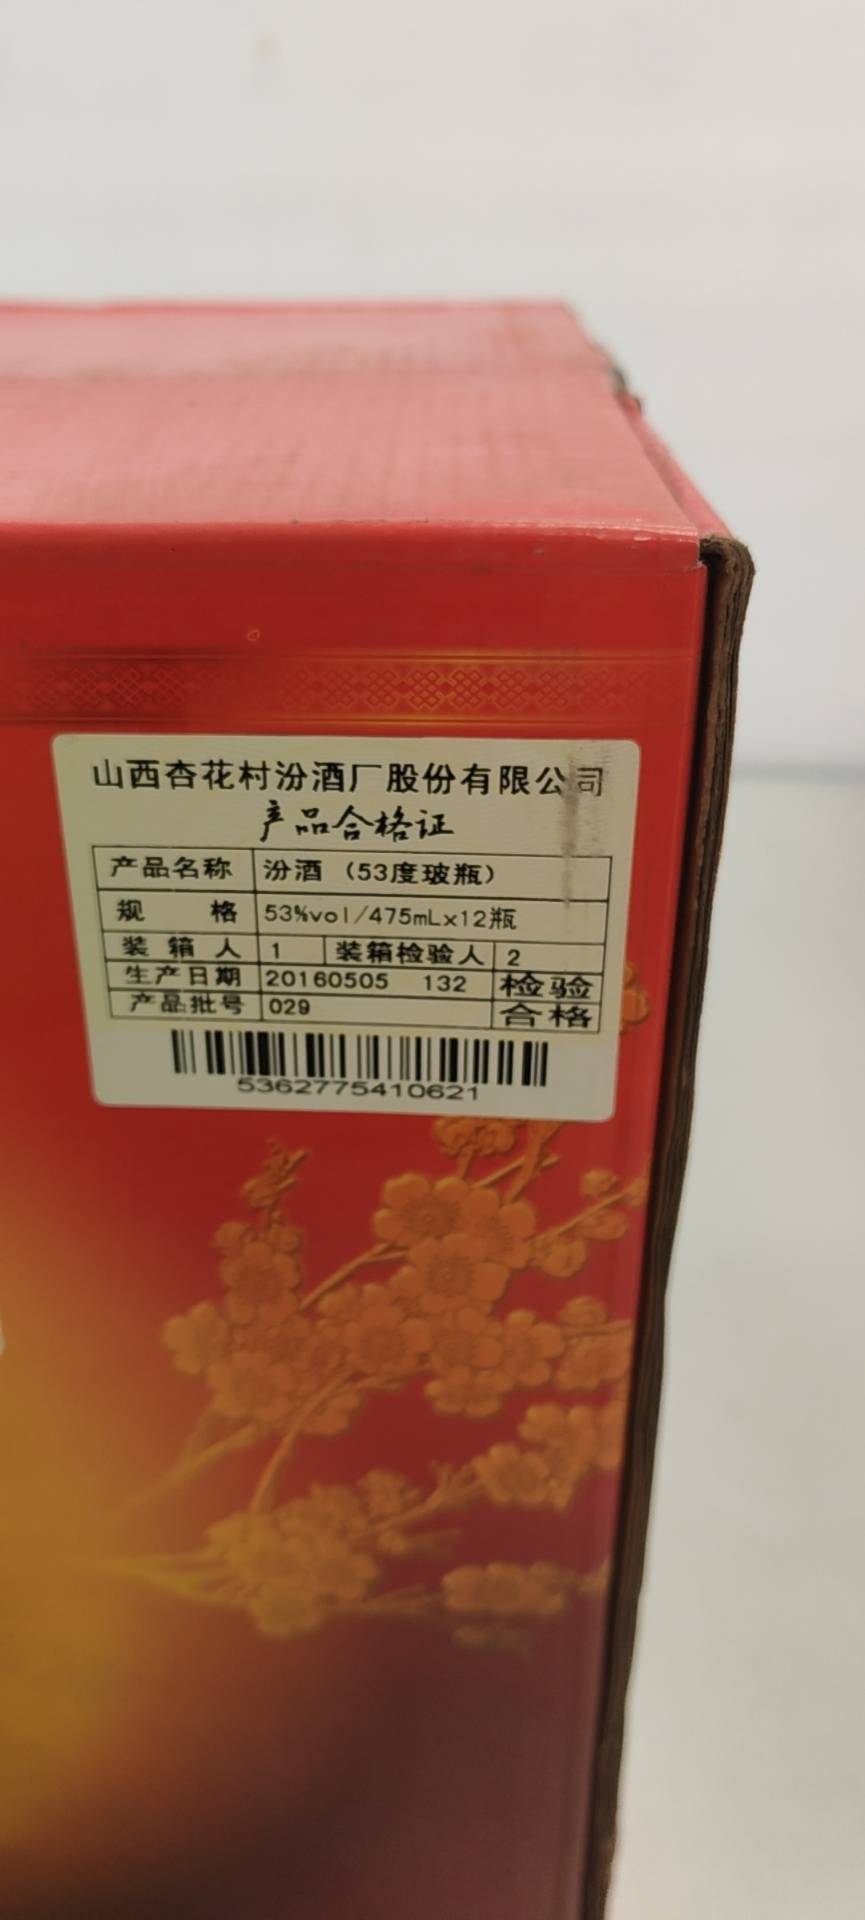 山西杏花村汾酒厂股份有限公司
产品合格证
产品名称 汾酒（53度玻瓶）
规 格 53%vol/475mLx12瓶
装箱人 1 装箱检验人 2
生产日期 20160505 132 检验
产品批号 029 合格
5362775410621